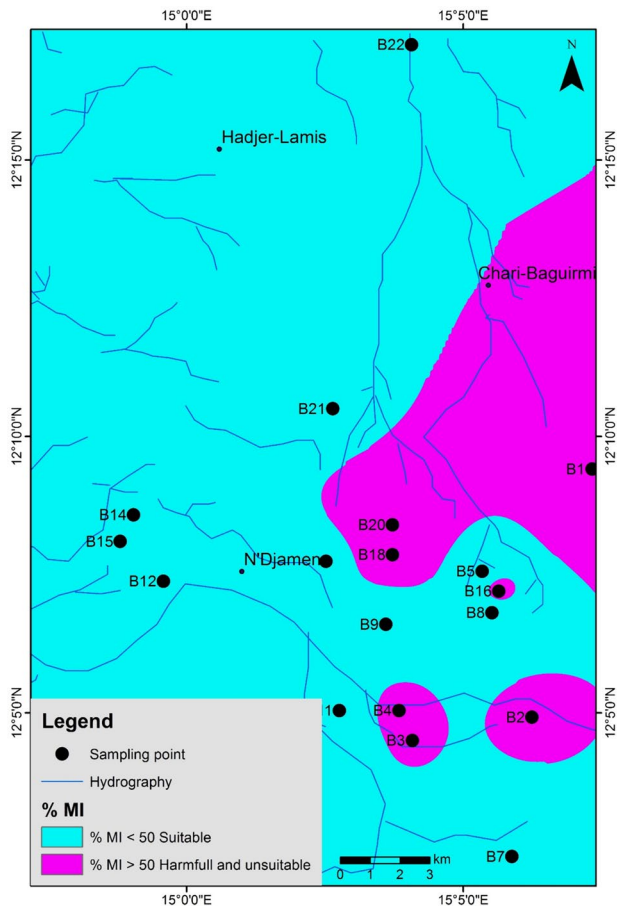 15°0'0"E 15°5'0"E
B22
N
Hadjer-Lamis
12°15'0"N 12°15'0"N
Chari-Baguirmi
B21
12°10'0"N 12°10'0"N
B1
B14
B20
B15
B18
N'Djamen
B5
B12
B16
B8
B9
12°5'0"N 12°5'0"N
1
B4
B2
B3
Legend
Sampling point
Hydrography
% MI
% MI < 50 Suitable
% MI > 50 Harmfull and unsuitable
B7
km
0 1 2 3
15°0'0"E 15°5'0"E